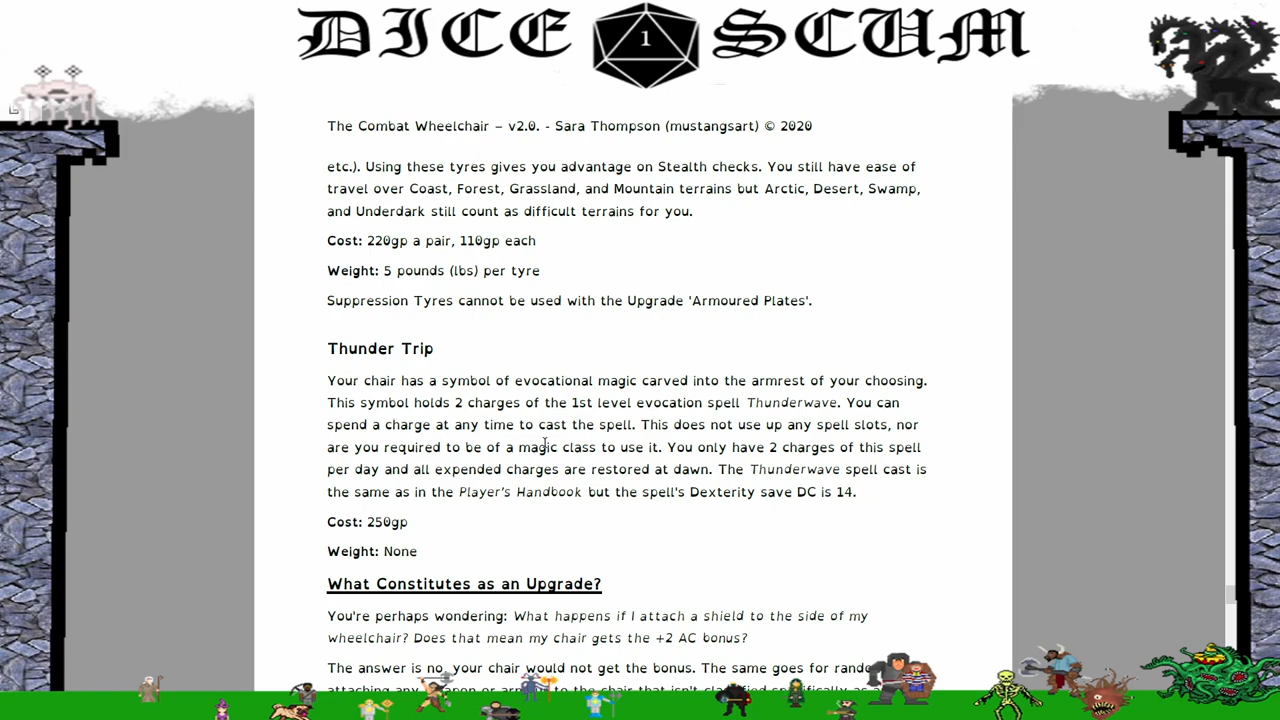 DICE 1 SCUM
The Combat Wheelchair – v2.0. - Sara Thompson (mustangsart) © 2020
etc.). Using these tyres gives you advantage on Stealth checks. You still have ease of
travel over Coast, Forest, Grassland, and Mountain terrains but Arctic, Desert, Swamp,
and Underdark still count as difficult terrains for you.
Cost: 220gp a pair, 110gp each
Weight: 5 pounds (lbs) per tyre
Suppression Tyres cannot be used with the Upgrade 'Armoured Plates'.
Thunder Trip
Your chair has a symbol of evocational magic carved into the armrest of your choosing.
This symbol holds 2 charges of the 1st level evocation spell Thunderwave. You can
spend a charge at any time to cast the spell. This does not use up any spell slots, nor
are you required to be of a magic class to use it. You only have 2 charges of this spell
per day and all expended charges are restored at dawn. The Thunderwave spell cast is
the same as in the Player's Handbook but the spell's Dexterity save DC is 14.
Cost: 250gp
Weight: None
What Constitutes as an Upgrade?
You're perhaps wondering: What happens if I attach a shield to the side of my
wheelchair? Does that mean my chair gets the +2 AC bonus?
The answer is no, your chair would not get the bonus. The same goes for
attaching any to the chair that isn't